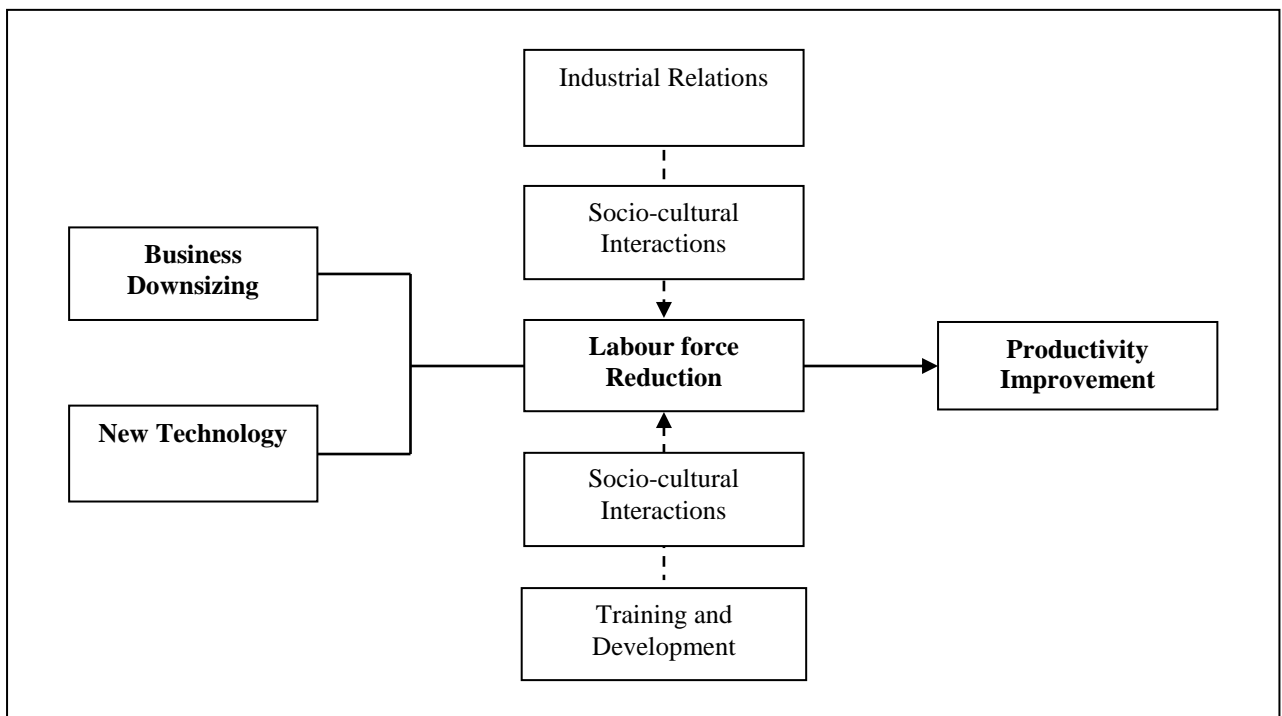 Industrial Relations
Socio-cultural
Interactions
Business
Downsizing
Labour force
Reduction
Productivity
Improvement
New Technology
Socio-cultural
Interactions
Training and
Development